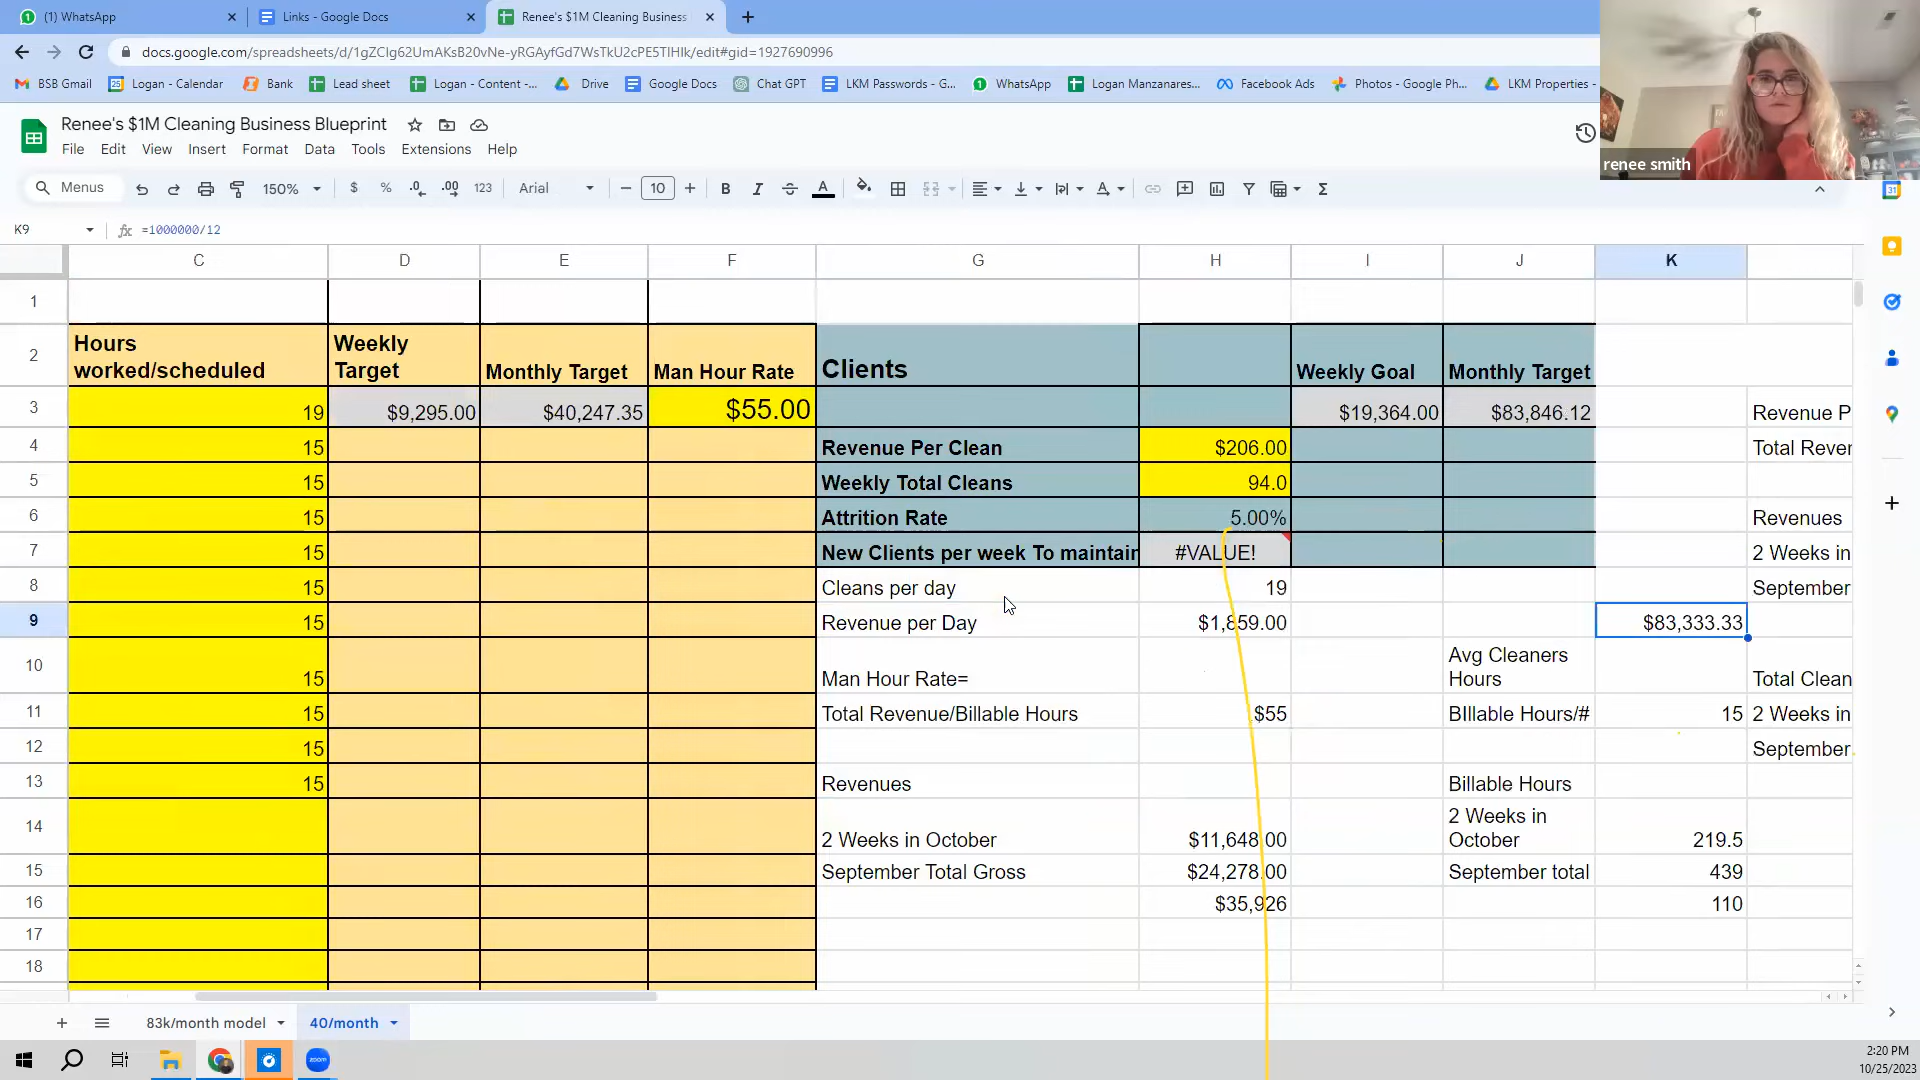 (1) WhatsApp
Links - Google Docs
Renee's $1M Cleaning Business
docs.google.com/spreadsheets/d/1gZClg62UmAKsB20vNe-yRGAyfGd7WsTkU2cPE5TIHIk/edit#gid=1927690996
BSB Gmail
Logan - Calendar
Bank
Lead sheet
Logan - Content -...
Drive
Google Docs
Chat GPT
LKM Passwords - G...
WhatsApp
Logan Manzanares...
Facebook Ads
Photos - Google Ph...
LKM Properties -
renee smith
Renee's $1M Cleaning Business Blueprint
File Edit View Insert Format Data Tools Extensions Help
Menus 150% $ % .0 .00 123 Arial 10 B I A
K9 fx =1000000/12
C D E F G H I J K
1
2 Hours worked/scheduled Weekly Target Monthly Target Man Hour Rate Clients Weekly Goal Monthly Target
3 19 $9,295.00 $40,247.35 $55.00 $19,364.00 $83,846.12 Revenue P
4 15 Revenue Per Clean $206.00 Total Rever
5 15 Weekly Total Cleans 94.0
6 15 Attrition Rate 5.00% Revenues
7 15 New Clients per week To maintain #VALUE! 2 Weeks in
8 15 Cleans per day 19 September
9 15 Revenue per Day $1,859.00 $83,333.33
10 15 Man Hour Rate= Avg Cleaners Hours Total Clean
11 15 Total Revenue/Billable Hours $55 BIllable Hours/# 15 2 Weeks in
12 15 September
13 15 Revenues Billable Hours
14 2 Weeks in October $11,648.00 2 Weeks in October 219.5
15 September Total Gross $24,278.00 September total 439
16 $35,926 110
17
18
83k/month model
40/month
2:20 PM
10/25/2023